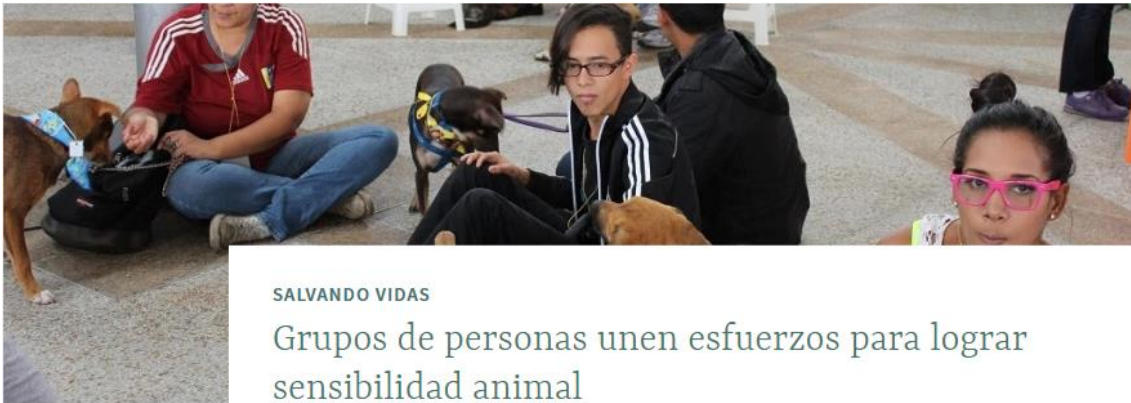 SALVANDO VIDAS
Grupos de personas unen esfuerzos para lograr
sensibilidad animal